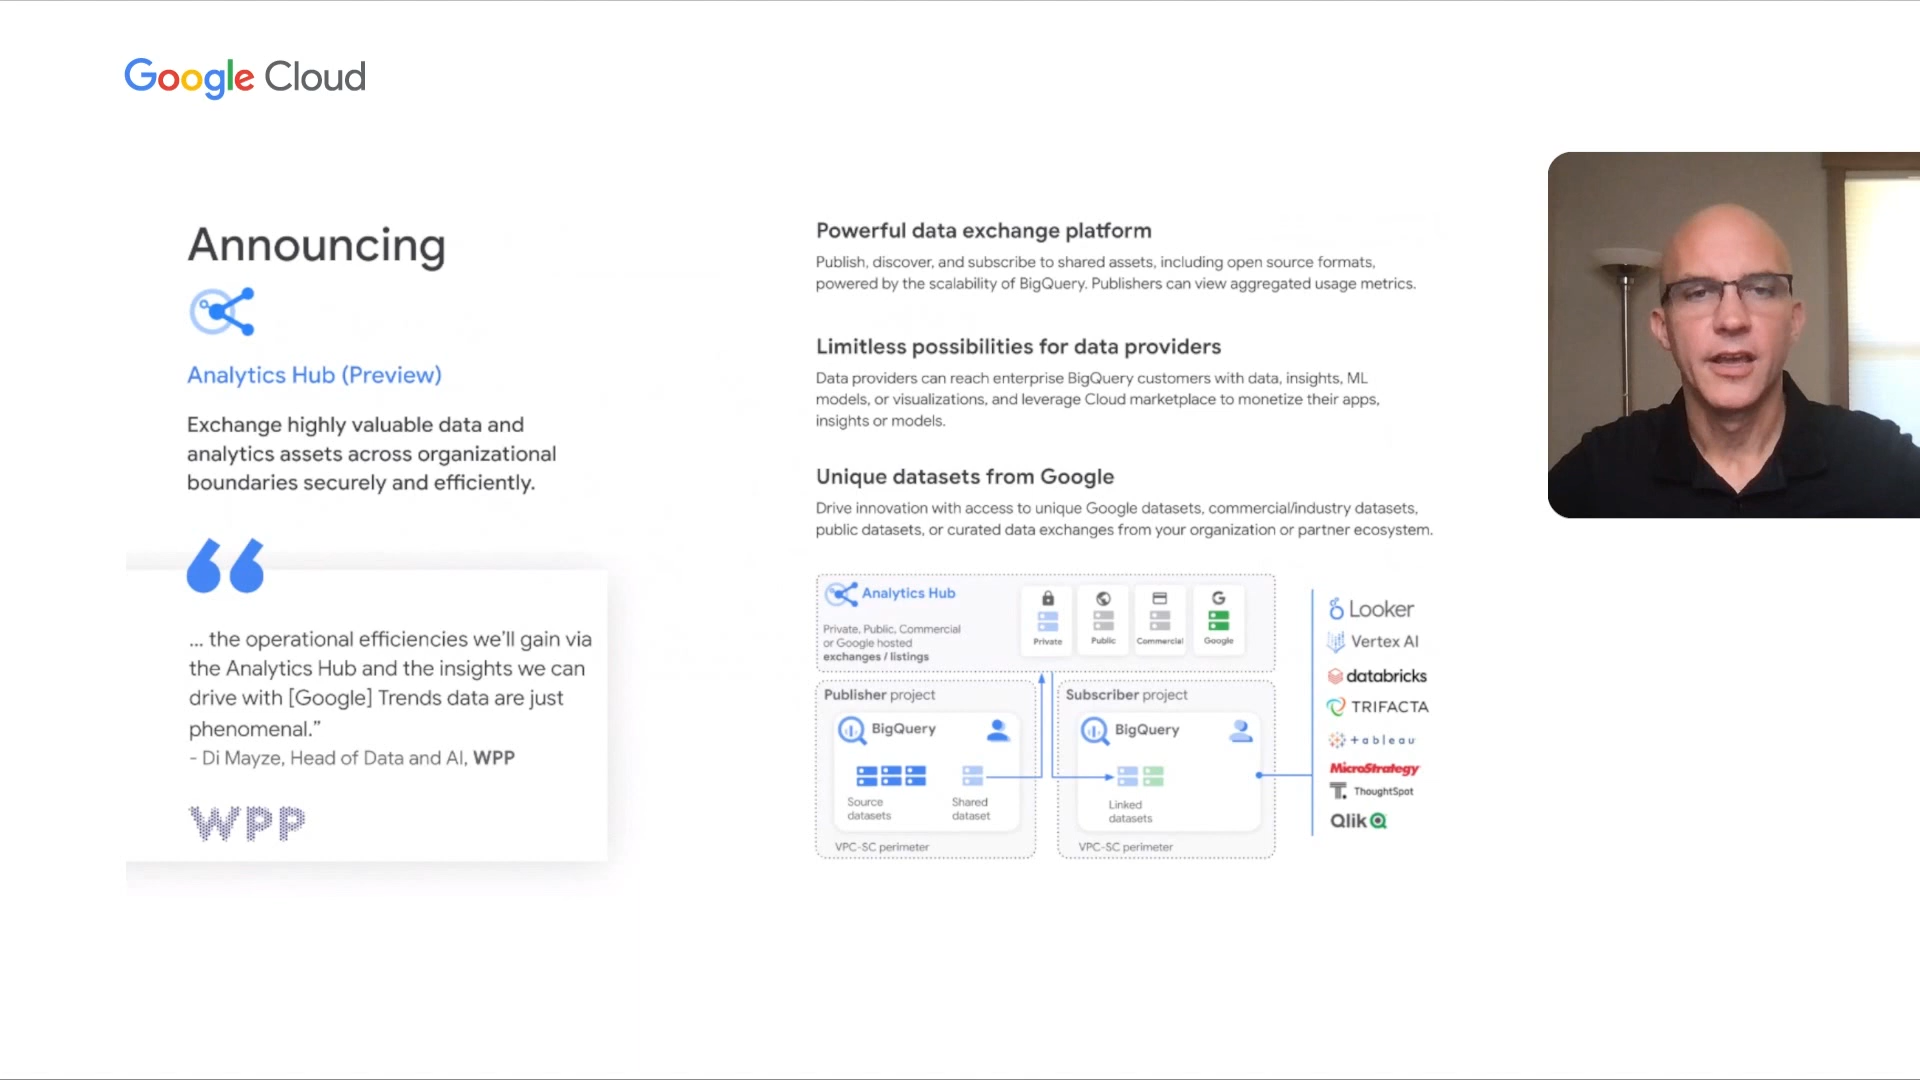 Google Cloud
Announcing
Analytics Hub (Preview)
Exchange highly valuable data and
analytics assets across organizational
boundaries securely and efficiently.
“
... the operational efficiencies we’ll gain via
the Analytics Hub and the insights we can
drive with [Google] Trends data are just
phenomenal.”
- Di Mayze, Head of Data and AI, WPP
WPP
Powerful data exchange platform
Publish, discover, and subscribe to shared assets, including open source formats,
powered by the scalability of BigQuery. Publishers can view aggregated usage metrics.
Limitless possibilities for data providers
Data providers can reach enterprise BigQuery customers with data, insights, ML
models, or visualizations, and leverage Cloud marketplace to monetize their apps,
insights or models.
Unique datasets from Google
Drive innovation with access to unique Google datasets, commercial/industry datasets,
public datasets, or curated data exchanges from your organization or partner ecosystem.
Analytics Hub
Private, Public, Commercial
or Google hosted
exchanges / listings
Private
Public
Commercial
G
Google
Publisher project
BigQuery
Source
datasets
Shared
dataset
VPC-SC perimeter
Subscriber project
BigQuery
Linked
datasets
VPC-SC perimeter
Looker
Vertex AI
databricks
TRIFACTA
+ableau
MicroStrategy
T. ThoughtSpot
Qlik